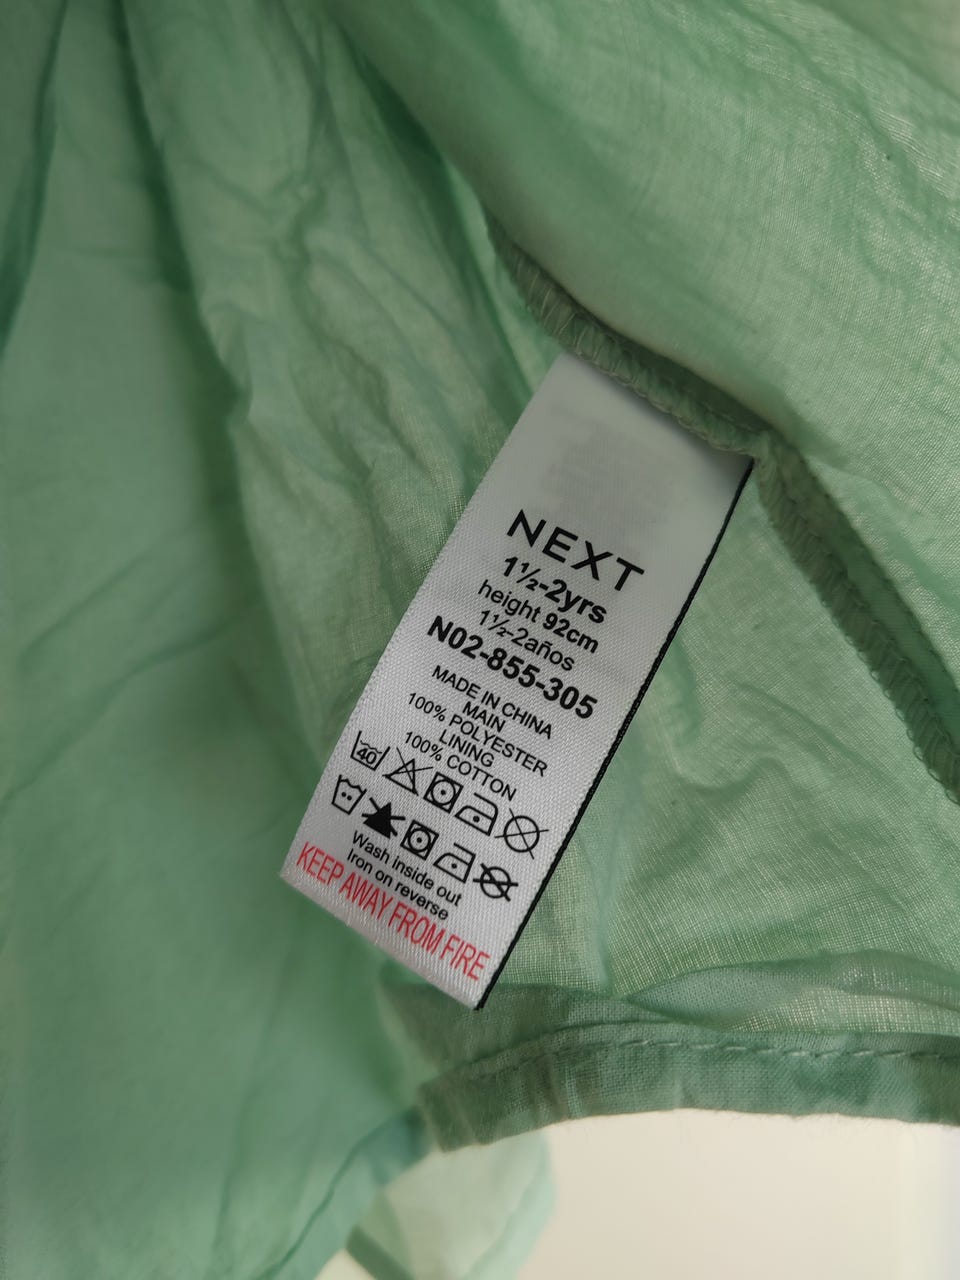 NEXT
1½-2yrs
height 92cm
1½-2años
N02-855-305
MADE IN CHINA
MAIN
100% POLYESTER
LINING
100% COTTON
40
Wash inside out
Iron on reverse
KEEP AWAY FROM FIRE